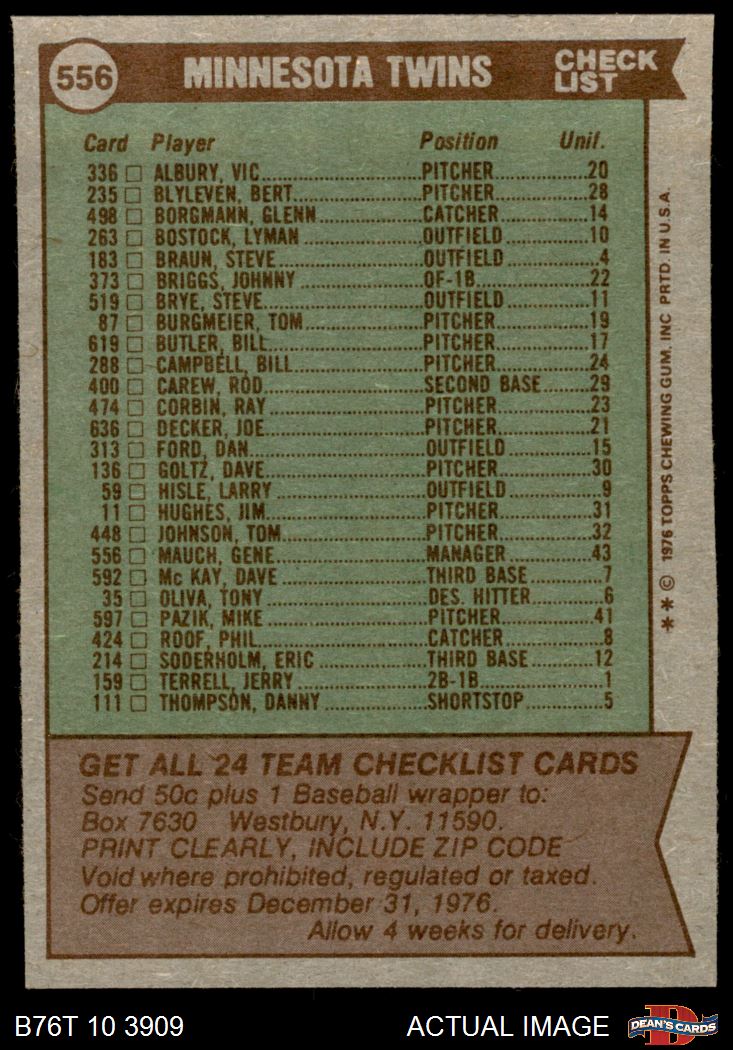 556 MINNESOTA TWINS CHECK LIST
Card Player Position Unif.
336 ALBURY, VIC PITCHER 20
235 BLYLEVEN, BERT PITCHER 28
498 BORGMANN, GLENN CATCHER 14
263 BOSTOCK, LYMAN OUTFIELD 10
183 BRAUN, STEVE OUTFIELD 4
373 BRIGGS, JOHNNY OF-1B 22
519 BRYE, STEVE OUTFIELD 11
87 BURGMEIER, TOM PITCHER 19
619 BUTLER, BILL PITCHER 17
288 CAMPBELL, BILL PITCHER 24
400 CAREW, ROD SECOND BASE 29
474 CORBIN, RAY PITCHER 23
636 DECKER, JOE PITCHER 21
313 FORD, DAN OUTFIELD 15
136 GOLTZ, DAVE PITCHER 30
59 HISLE, LARRY OUTFIELD 9
11 HUGHES, JIM PITCHER 31
448 JOHNSON, TOM PITCHER 32
556 MAUCH, GENE MANAGER 43
592 Mc KAY, DAVE THIRD BASE 7
35 OLIVA, TONY DES. HITTER 6
597 PAZIK, MIKE PITCHER 41
424 ROOF, PHIL CATCHER 8
214 SODERHOLM, ERIC THIRD BASE 12
159 TERRELL, JERRY 2B-1B 1
111 THOMPSON, DANNY SHORTSTOP 5
* * © 1976 TOPPS CHEWING GUM, INC PRTD. IN U.S.A.
GET ALL 24 TEAM CHECKLIST CARDS
Send 50c plus 1 Baseball wrapper to:
Box 7630 Westbury, N.Y. 11590.
PRINT CLEARLY, INCLUDE ZIP CODE
Void where prohibited, regulated or taxed.
Offer expires December 31, 1976.
Allow 4 weeks for delivery.
B76T 10 3909 ACTUAL IMAGE DEAN'S CARDS